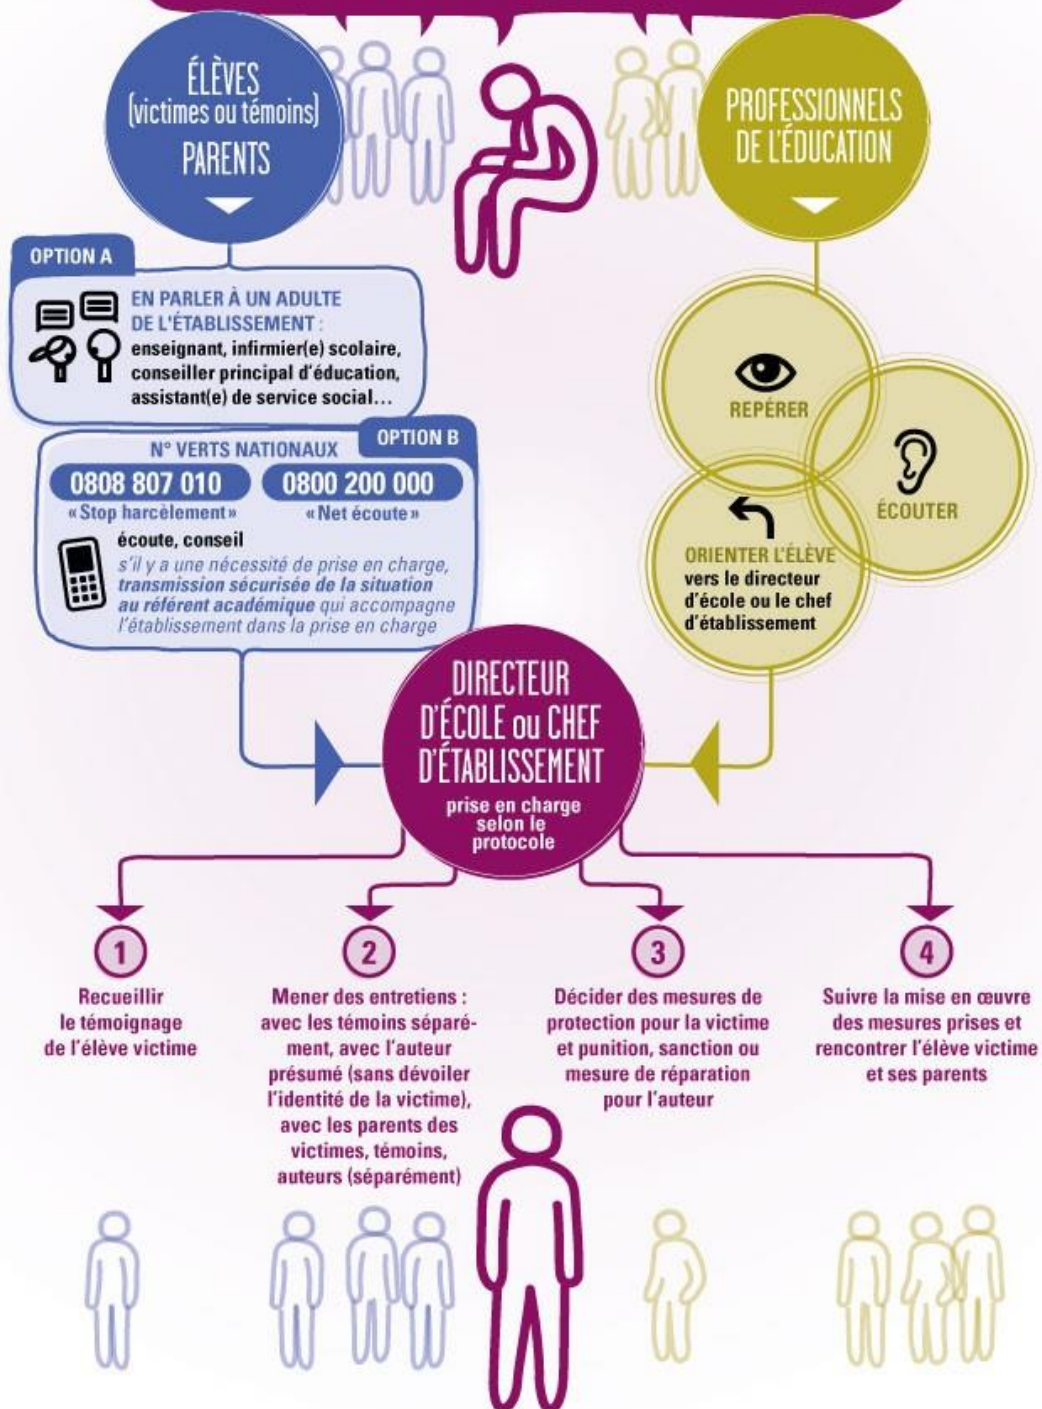 ÉLÈVES
(victimes ou témoins)
PARENTS
PROFESSIONNELS
DE L'ÉDUCATION
OPTION A
EN PARLER À UN ADULTE
DE L'ÉTABLISSEMENT :
enseignant, infirmier(e) scolaire,
conseiller principal d'éducation,
assistant(e) de service social...
OPTION B
N° VERTS NATIONAUX
0808 807 010
0800 200 000
« Stop harcèlement »
« Net écoute »
écoute, conseil
s'il y a une nécessité de prise en charge,
transmission sécurisée de la situation
au référent académique qui accompagne
l'établissement dans la prise en charge
REPÉRER
ÉCOUTER
ORIENTER L'ÉLÈVE
vers le directeur
d'école ou le chef
d'établissement
DIRECTEUR
D'ÉCOLE ou CHEF
D'ÉTABLISSEMENT
prise en charge
selon le
protocole
1
Recueillir
le témoignage
de l'élève victime
2
Mener des entretiens :
avec les témoins séparé-
ment, avec l'auteur
présumé (sans dévoiler
l'identité de la victime),
avec les parents des
victimes, témoins,
auteurs (séparément)
3
Décider des mesures de
protection pour la victime
et punition, sanction ou
mesure de réparation
pour l'auteur
4
Suivre la mise en œuvre
des mesures prises et
rencontrer l'élève victime
et ses parents